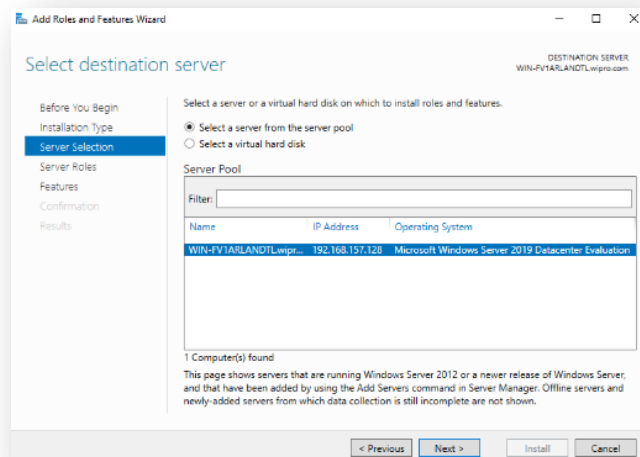 Add Roles and Features Wizard
Select destination server
DESTINATION SERVER
WIN-FV1ARLANDTL.wipro.com
Before You Begin
Installation Type
Server Selection
Server Roles
Features
Confirmation
Results
Select a server or a virtual hard disk on which to install roles and features.
Select a server from the server pool
Select a virtual hard disk
Server Pool
Filter:
Name IP Address Operating System
WIN-FV1ARLANDTL.wipr... 192.168.157.128 Microsoft Windows Server 2019 Datacenter Evaluation
1 Computer(s) found
This page shows servers that are running Windows Server 2012 or a newer release of Windows Server,
and that have been added by using the Add Servers command in Server Manager. Offline servers and
newly-added servers from which data collection is still incomplete are not shown.
< Previous Next > Install Cancel